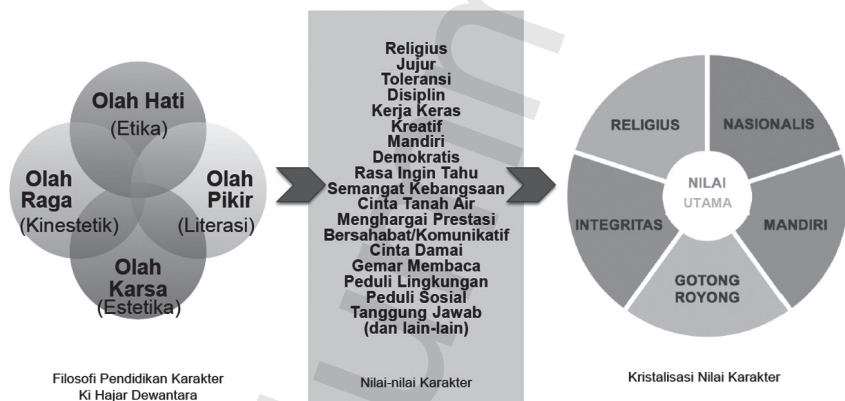 Olah Hati
(Etika)
Olah
Raga
(Kinestetik)
Olah
Pikir
(Literasi)
Olah
Karsa
(Estetika)
Filosofi Pendidikan Karakter
Ki Hajar Dewantara
Religius
Jujur
Toleransi
Disiplin
Kerja Keras
Kreatif
Mandiri
Demokratis
Rasa Ingin Tahu
Semangat Kebangsaan
Cinta Tanah Air
Menghargai Prestasi
Bersahabat/Komunikatif
Cinta Damai
Gemar Membaca
Peduli Lingkungan
Peduli Sosial
Tanggung Jawab
(dan lain-lain)
Nilai-nilai Karakter
RELIGIUS
NASIONALIS
NILAI
UTAMA
INTEGRITAS
MANDIRI
GOTONG
ROYONG
Kristalisasi Nilai Karakter